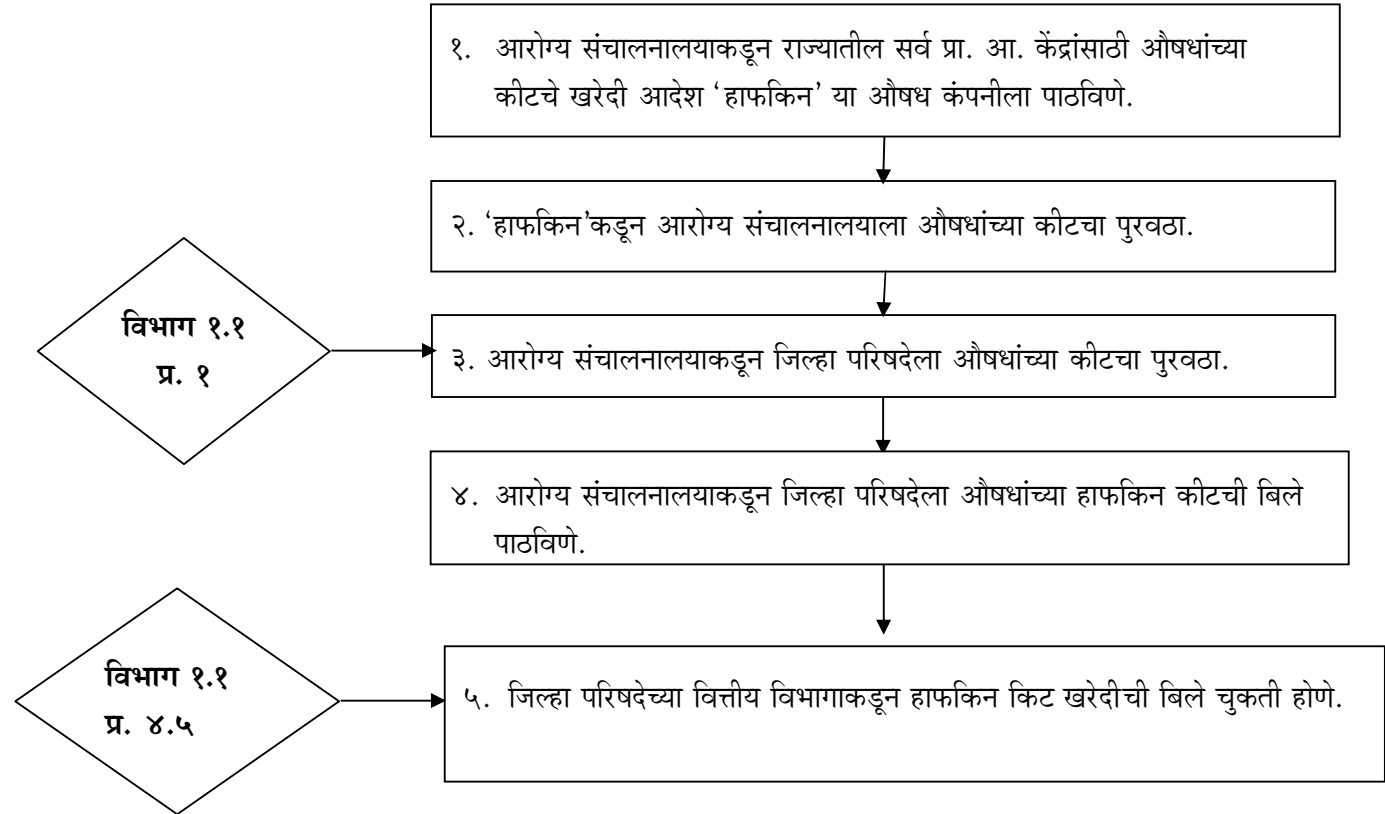 १. आरोग्य संचालनालयाकडून राज्यातील सर्व प्रा. आ. केंद्रांसाठी औषधांच्या
कीटचे खरेदी आदेश ‘हाफकिन’ या औषध कंपनीला पाठविणे.
२. ‘हाफकिन’कडून आरोग्य संचालनालयाला औषधांच्या कीटचा पुरवठा.
विभाग १.१
प्र. १
३. आरोग्य संचालनालयाकडून जिल्हा परिषदेला औषधांच्या कीटचा पुरवठा.
४. आरोग्य संचालनालयाकडून जिल्हा परिषदेला औषधांच्या हाफकिन कीटची बिले
पाठविणे.
विभाग १.१
प्र. ४.५
५. जिल्हा परिषदेच्या वित्तीय विभागाकडून हाफकिन किट खरेदीची बिले चुकती होणे.